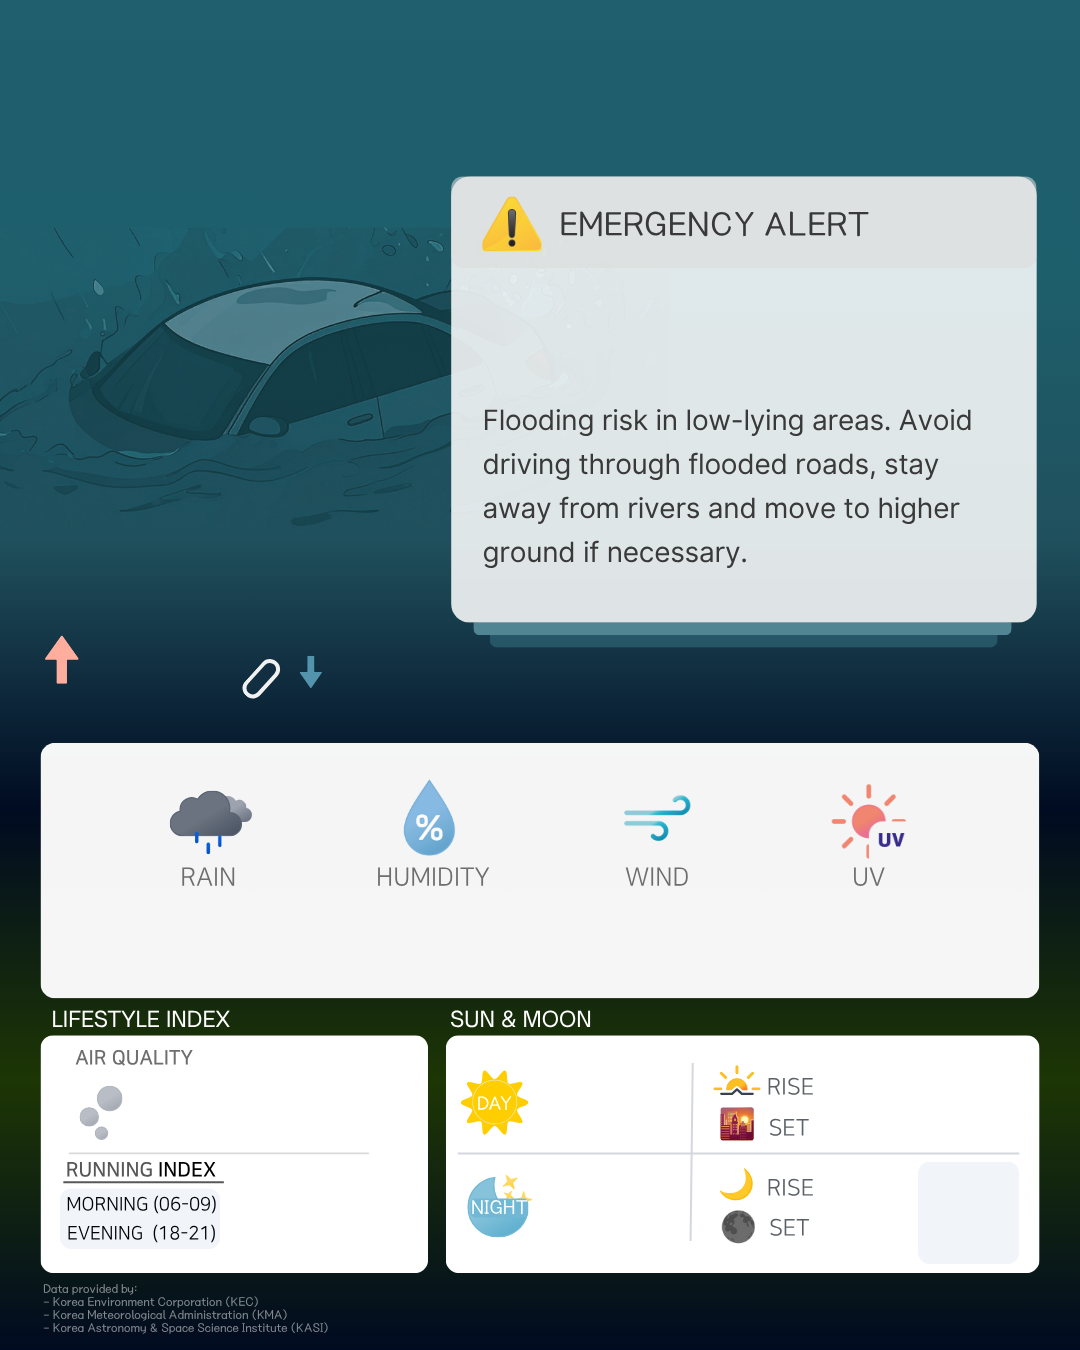 EMERGENCY ALERT
Flooding risk in low-lying areas. Avoid
driving through flooded roads, stay
away from rivers and move to higher
ground if necessary.
%
UV
RAIN
HUMIDITY
WIND
UV
LIFESTYLE INDEX
AIR QUALITY
RUNNING INDEX
MORNING (06-09)
EVENING (18-21)
SUN & MOON
DAY
RISE
SET
NIGHT
RISE
SET
Data provided by:
- Korea Environment Corporation (KEC)
- Korea Meteorological Administration (KMA)
- Korea Astronomy & Space Science Institute (KASI)